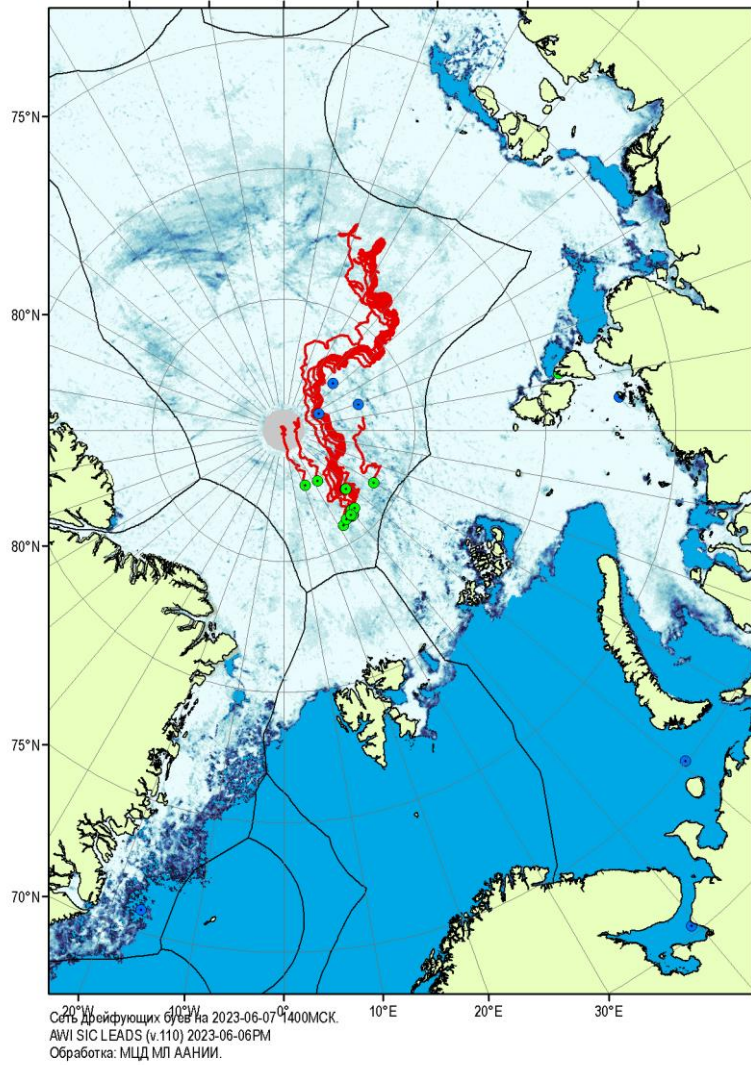 75°N
80°N
80°N
75°N
70°N
20°W 10°W 0° 10°E 20°E 30°E
Сеть дрейфующих буев на 2023-06-07 1400МСК.
AWI SIC LEADS (v.110) 2023-06-06PM
Обработка: МЦД МЛ ААНИИ.